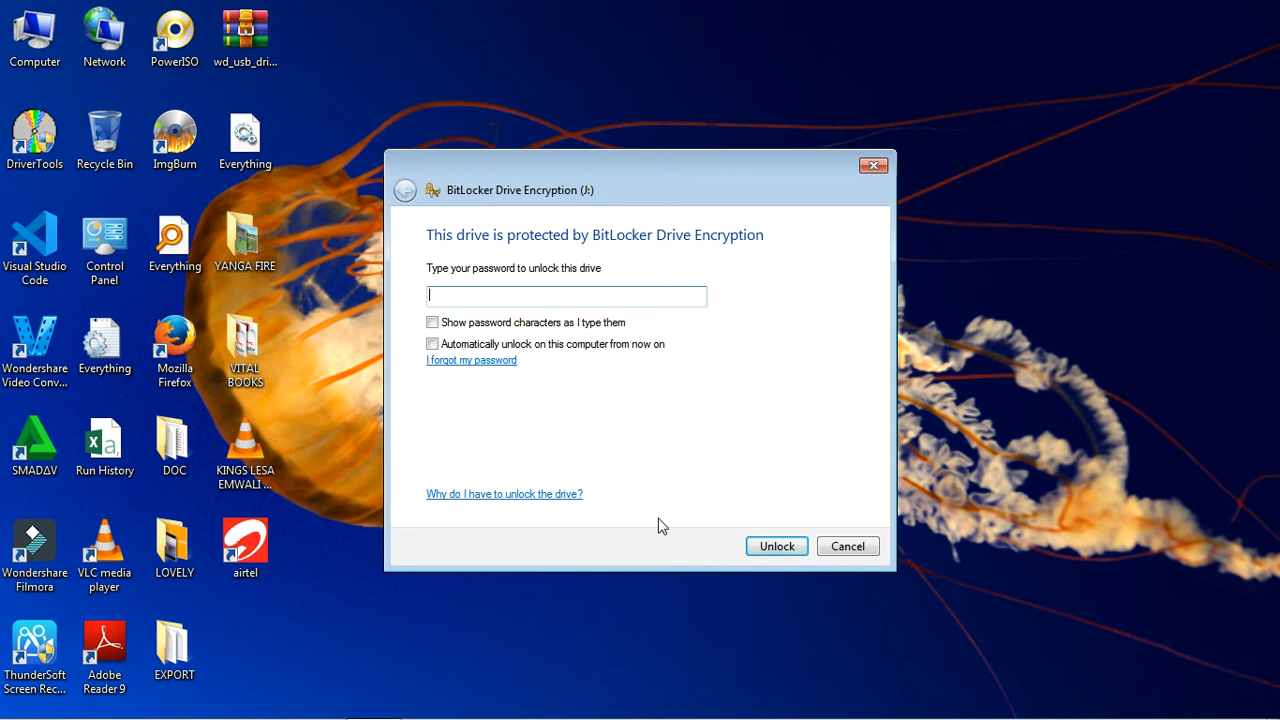 Computer
Network
PowerISO
wd_usb_dri...
DriverTools
Recycle Bin
ImgBurn
Everything
Visual Studio
Code
Control
Panel
Everything
YANGA FIRE
Wondershare
Video Conv...
Everything
Mozilla
Firefox
VITAL
BOOKS
SMADΔV
Run History
DOC
KINGS LESA
EMWALI ...
Wondershare
Filmora
VLC media
player
LOVELY
airtel
ThunderSoft
Screen Rec...
Adobe
Reader 9
EXPORT
BitLocker Drive Encryption (J:)
This drive is protected by BitLocker Drive Encryption
Type your password to unlock this drive
Show password characters as I type them
Automatically unlock on this computer from now on
I forgot my password
Why do I have to unlock the drive?
Unlock
Cancel